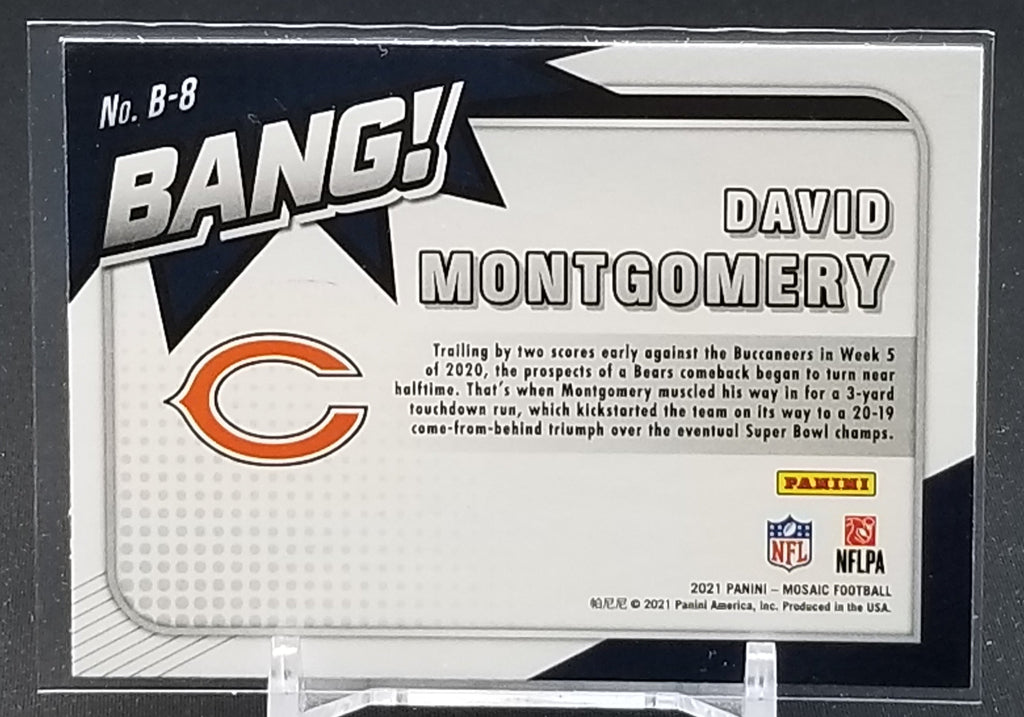 No. B-8
BANG!
DAVID
MONTGOMERY
Trailing by two scores early against the Buccaneers in Week 5
of 2020, the prospects of a Bears comeback began to turn near
halftime. That's when Montgomery muscled his way in for a 3-yard
touchdown run, which kickstarted the team on its way to a 20-19
come-from-behind triumph over the eventual Super Bowl champs.
PANINI
NFL
NFLPA
2021 PANINI – MOSAIC FOOTBALL
帕尼尼 © 2021 Panini America, Inc. Produced in the USA.